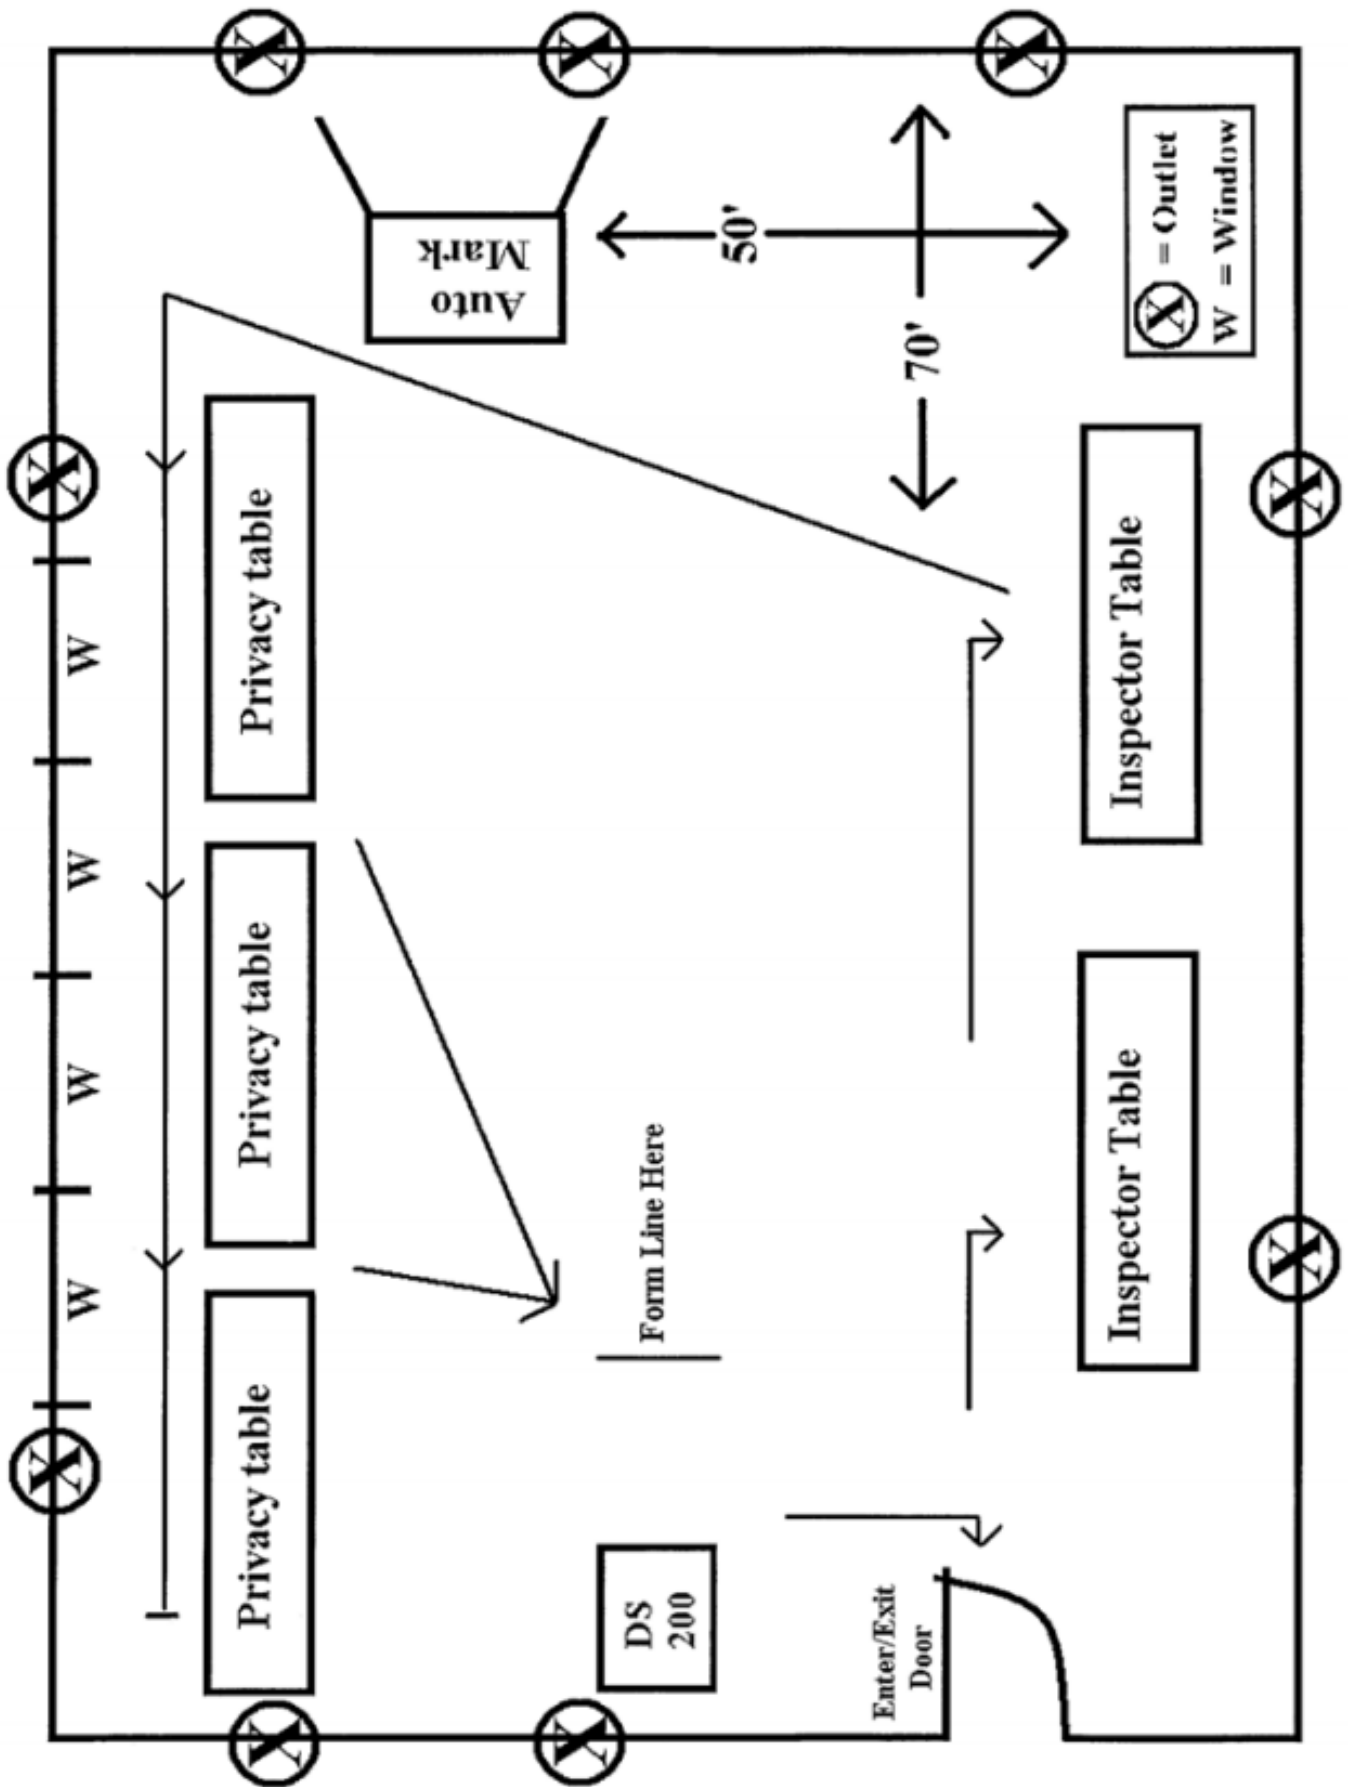 X
W
W
W
W
X
X
Privacy table
Privacy table
Privacy table
X
Auto
Mark
X
X
DS
200
Form Line Here
50'
Enter/Exit
Door
70'
X
Inspector Table
Inspector Table
X = Outlet
W = Window
X
X